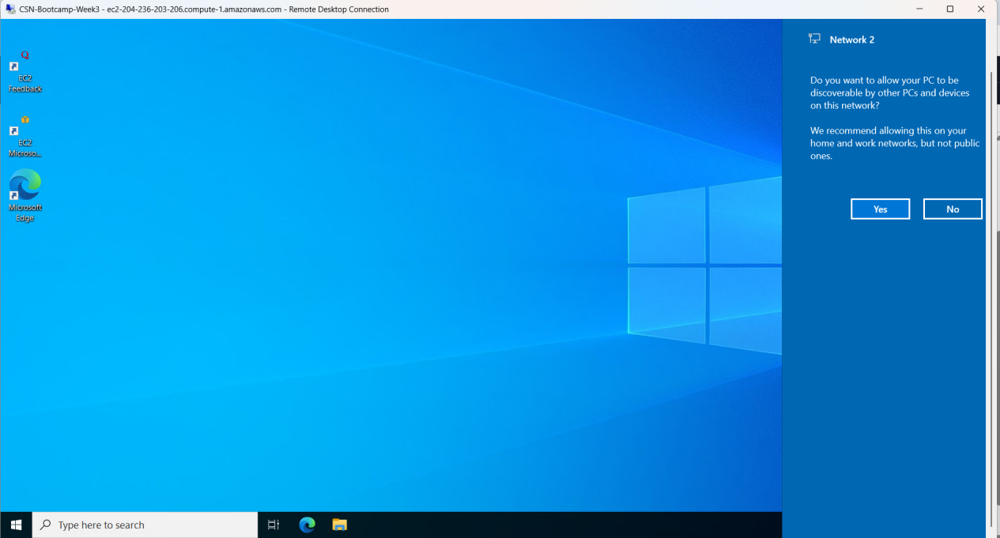 CSN-Bootcamp-Week3 - ec2-204-236-203-206.compute-1.amazonaws.com - Remote Desktop Connection
EC2
Feedback
EC2
Microso...
Microsoft
Edge
Network 2
Do you want to allow your PC to be
discoverable by other PCs and devices
on this network?
We recommend allowing this on your
home and work networks, but not public
ones.
Yes
No
Type here to search